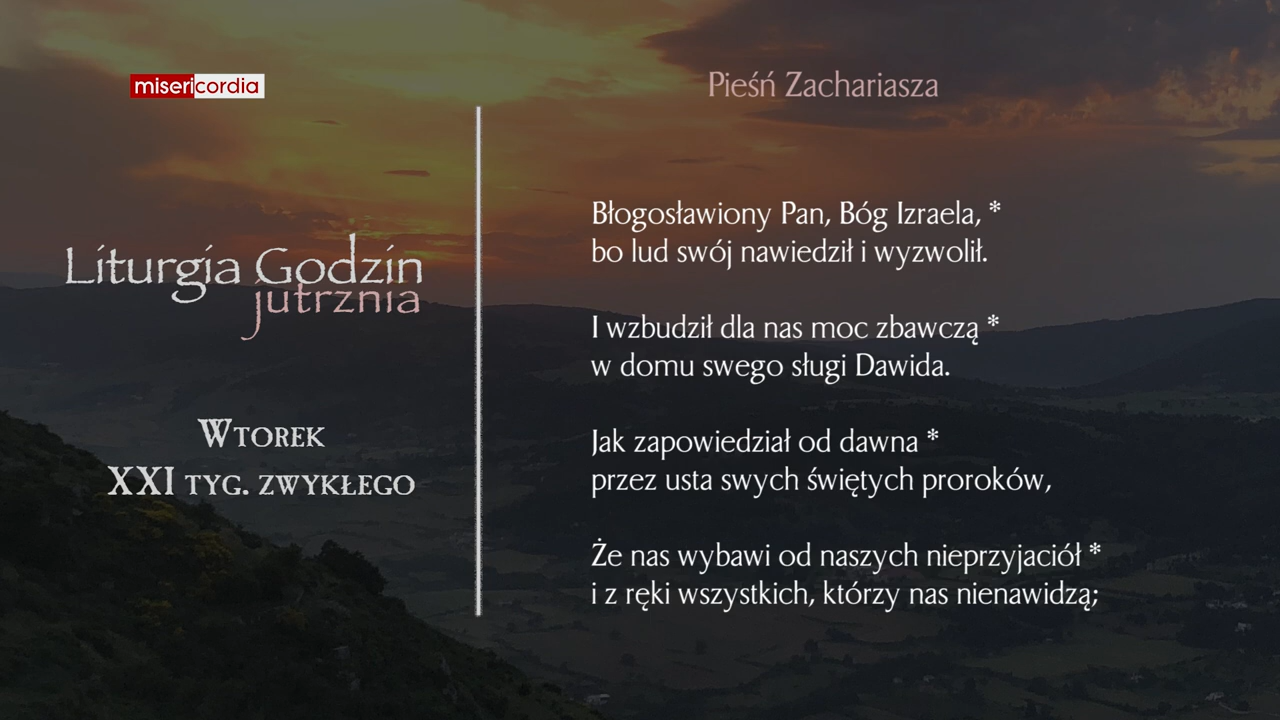 misericordia
Liturgia Godzin
jutrznia
Wtorek
XXI tyg. zwykłego
Pieśń Zachariasza
Błogosławiony Pan, Bóg Izraela, *
bo lud swój nawiedził i wyzwolił.
I wzbudził dla nas moc zbawczą *
w domu swego sługi Dawida.
Jak zapowiedział od dawna *
przez usta swych świętych proroków,
Że nas wybawi od naszych nieprzyjaciół *
i z ręki wszystkich, którzy nas nienawidzą;